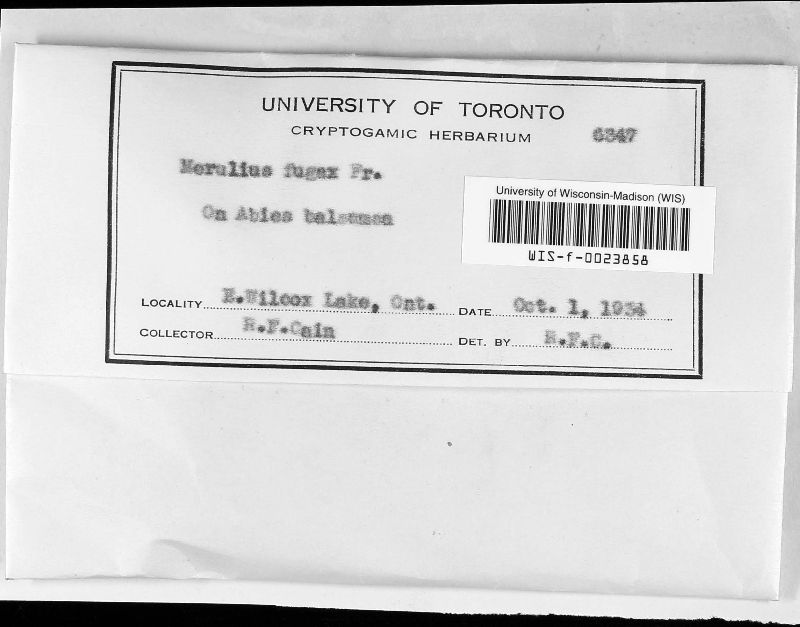 UNIVERSITY OF TORONTO
CRYPTOGAMIC HERBARIUM 6347
Merulius fugax Fr.
On Abies balsamea
University of Wisconsin-Madison (WIS)
WIS-f-0023858
LOCALITY E.Wilcox Lake, Ont. DATE Oct. 1, 1934
COLLECTOR R.F.Cain DET. BY R.F.C.